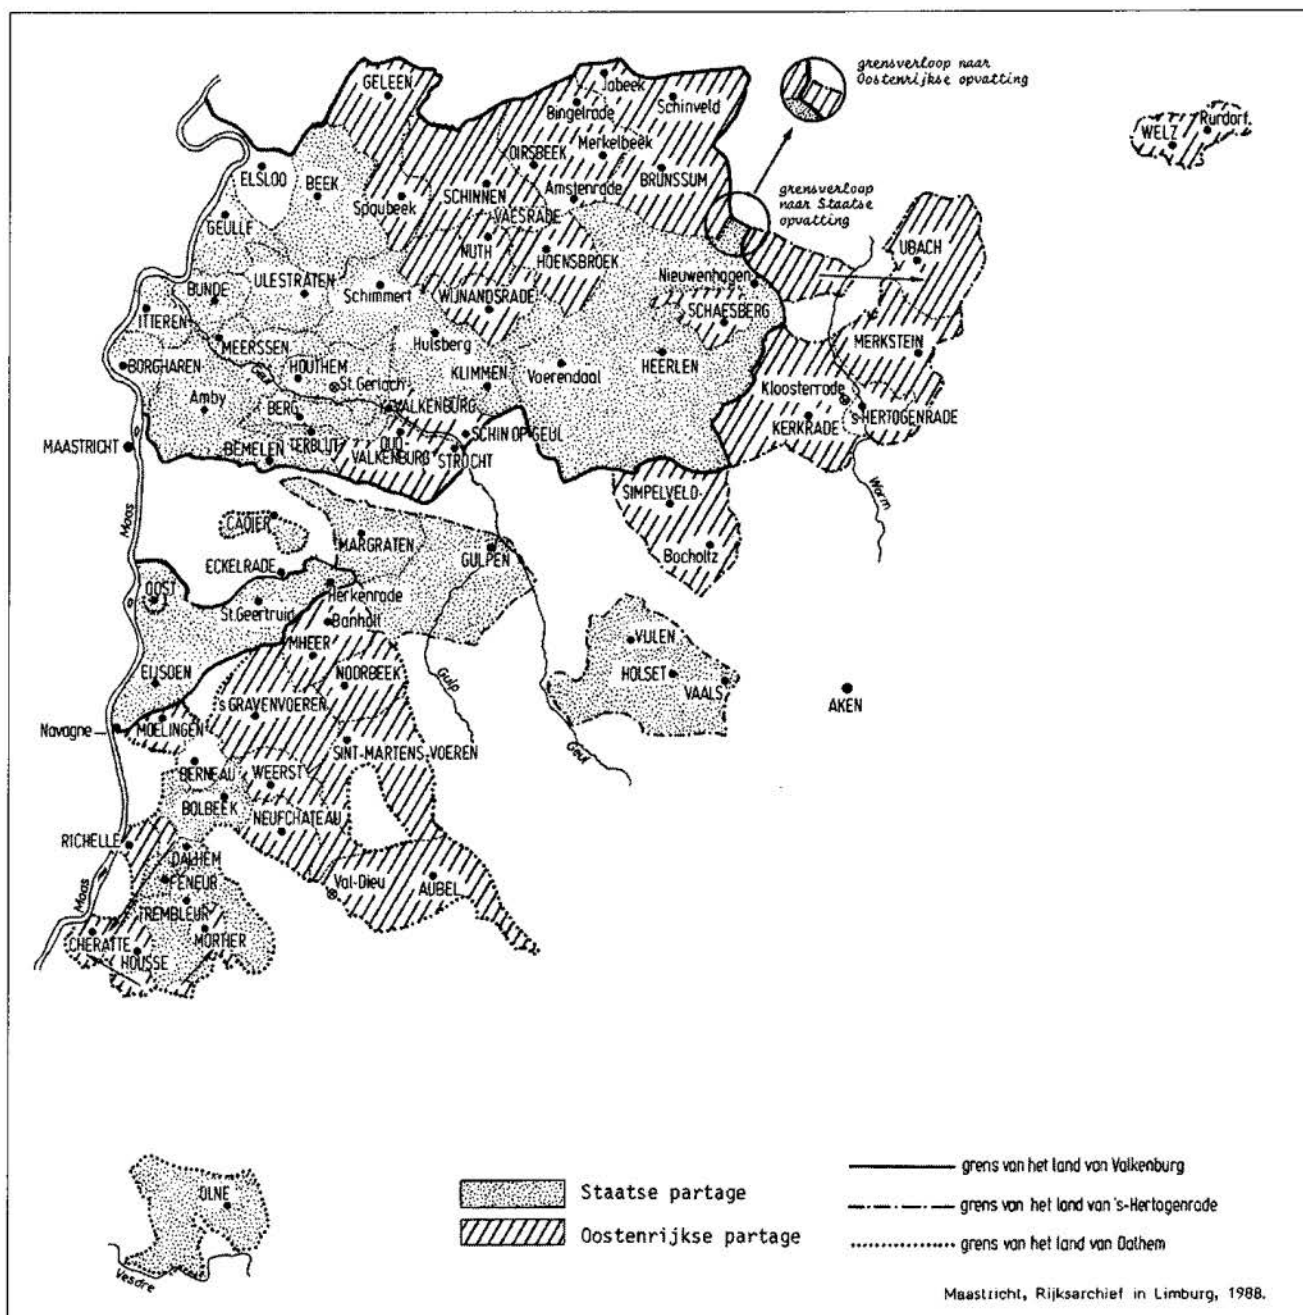 grensverloop naar
Oostenrijkse opvatting
GELEEN
Jabeek
Bingelrade
Schinveld
Rurdorf
WELZ
OIRSBEEK
Merkelbeek
BRUNSSUM
ELSLOO
BEEK
Spaubeek
SCHINNEN
Amstenrade
grensverloop
naar Staatse
opvatting
GEULLE
VAESRADE
NUTH
HOENSBROEK
UBACH
BUNDE
ULESTRATEN
Schimmert
WIJNANDSRADE
Nieuwenhagen
SCHAESBERG
ITTEREN
MEERSSEN
Hulsberg
MERKSTEIN
BORGHAREN
HOUTHEM
Geul
St.Gerlach
KLIMMEN
Voerendaal
HEERLEN
Amby
BERG
VALKENBURG
Kloosterrade
's HERTOGENRADE
KERKRADE
MAASTRICHT
BEMELEN
TERBLIJT
OUD-
VALKENBURG
SCHIN OP GEUL
STROCHT
Worm
SIMPELVELD
Maas
CADIER
MARGRATEN
GULPEN
Bocholtz
ECKELRADE
OOST
St.Geertruid
Herkenrade
Banholt
MHEER
VIJLEN
HOLSET
VAALS
EIJSDEN
NOORBEEK
Gulp
AKEN
's GRAVENVOEREN
Navagne
MOELINGEN
SINT-MARTENS-VOEREN
Geul
BERNEAU
WEERST
BOLBEEK
NEUFCHATEAU
RICHELLE
DALHEM
FENEUR
Val-Dieu
AUBEL
Maas
TREMBLEUR
CHERATTE
MORTIER
HOUSSE
OLNE
Vesdre
Staatse partage
Oostenrijkse partage
grens van het land van Valkenburg
grens van het land van 's-Hertogenrade
grens van het land van Dalhem
Maastricht, Rijksarchief in Limburg, 1988.